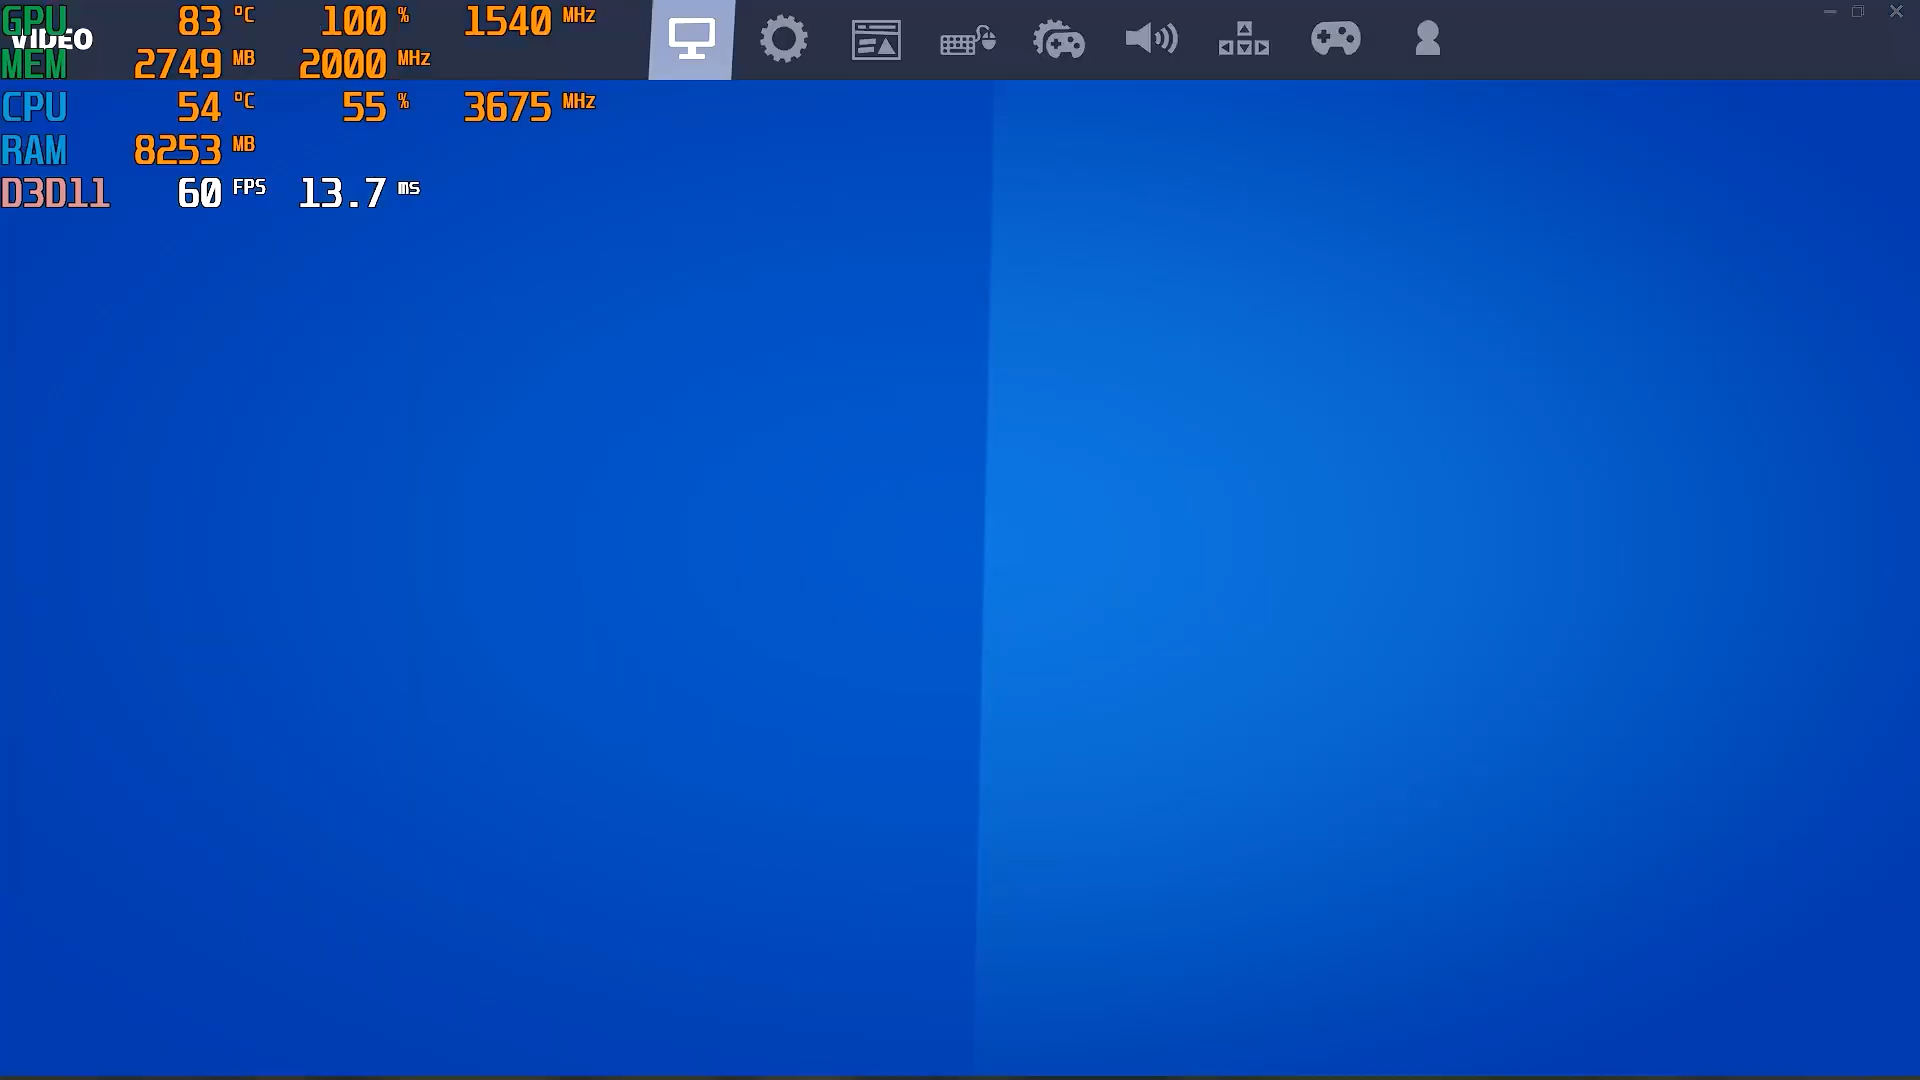 GPU 83 °C 100 % 1540 MHz
VIDEO
MEM 2749 MB 2000 MHz
CPU 54 °C 55 % 3675 MHz
RAM 8253 MB
D3D11 60 FPS 13.7 ms